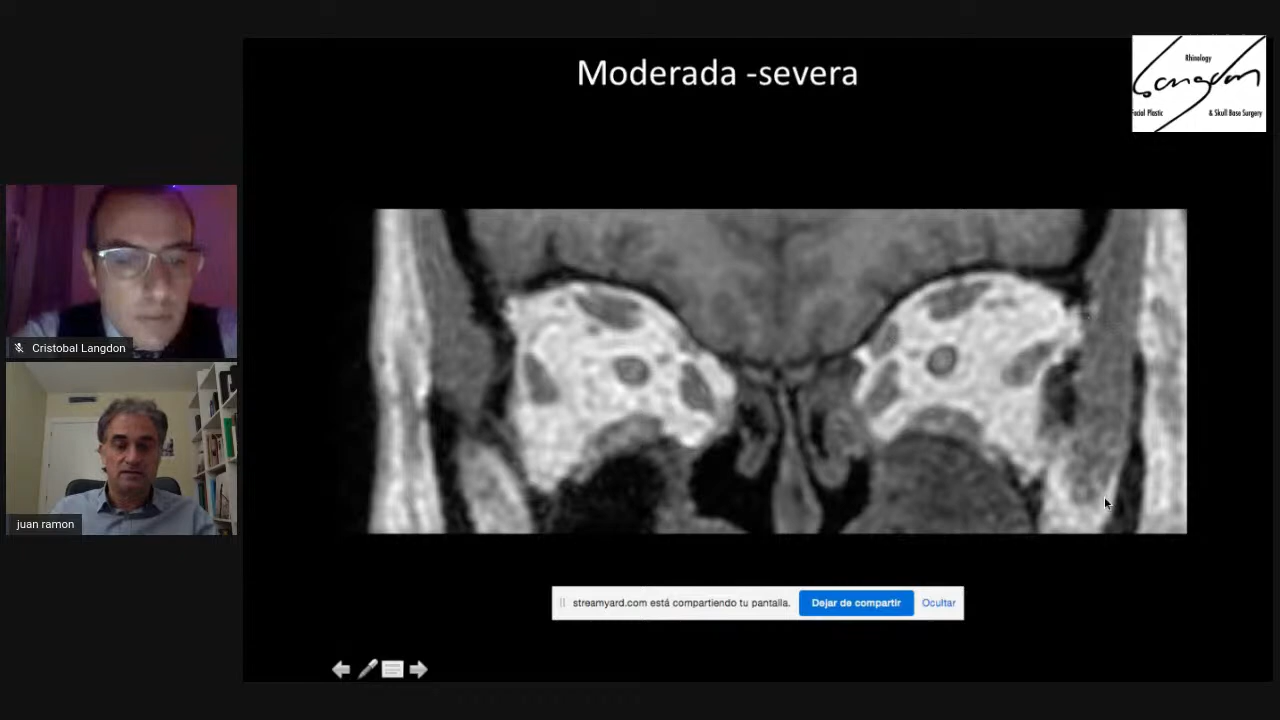 Moderada -severa
Rhinology
Langdon
Facial Plastic
& Skull Base Surgery
Cristobal Langdon
juan ramon
streamyard.com está compartiendo tu pantalla.
Dejar de compartir
Ocultar